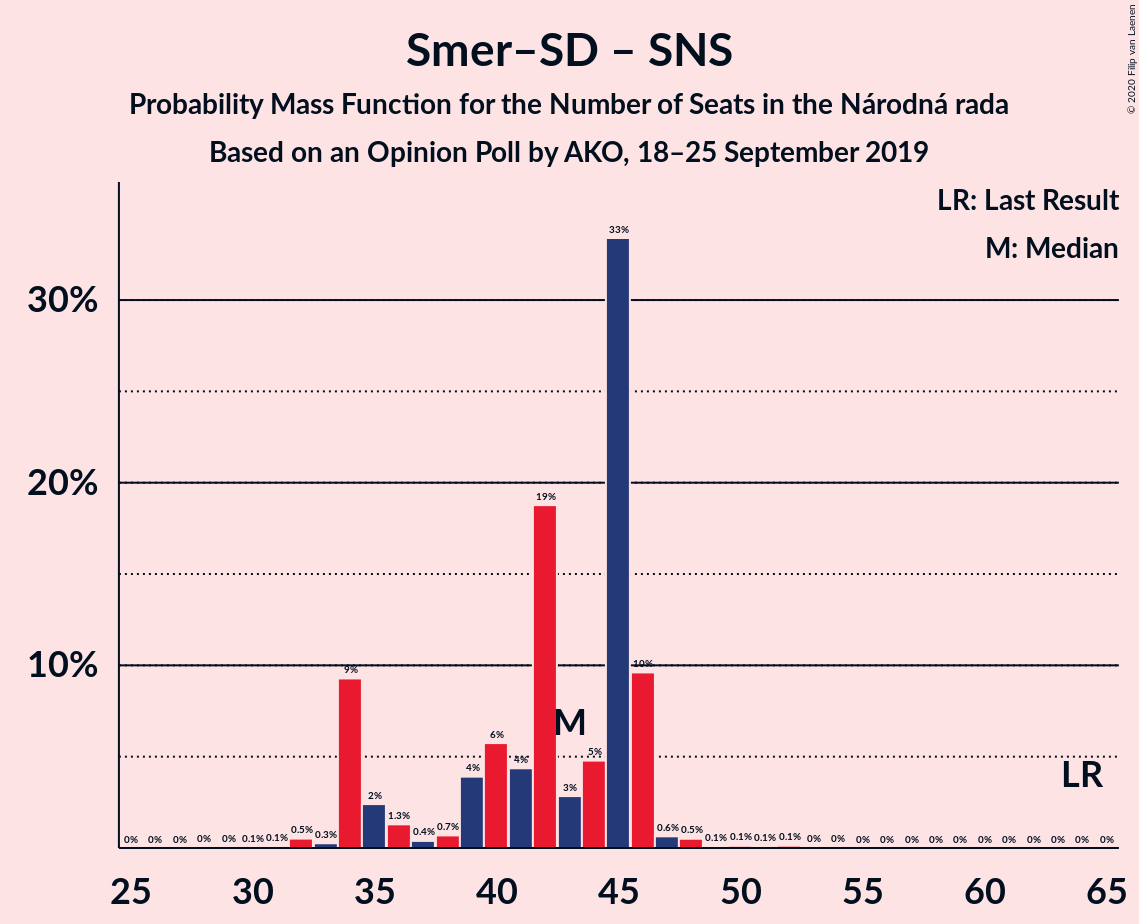 Smer–SD – SNS
Probability Mass Function for the Number of Seats in the Národná rada
Based on an Opinion Poll by AKO, 18–25 September 2019
© 2020 Filip van Laenen
LR: Last Result
M: Median
33%
30%
19%
20%
10%
9%
10%
M
6%
5%
4%
4%
LR
3%
2%
1.3%
0% 0% 0% 0% 0% 0.1% 0.1% 0.5% 0.3% 0.4% 0.7% 0.6% 0.5% 0.1% 0.1% 0.1% 0.1% 0% 0% 0% 0% 0% 0% 0% 0% 0% 0% 0% 0% 0%
25 30 35 40 45 50 55 60 65